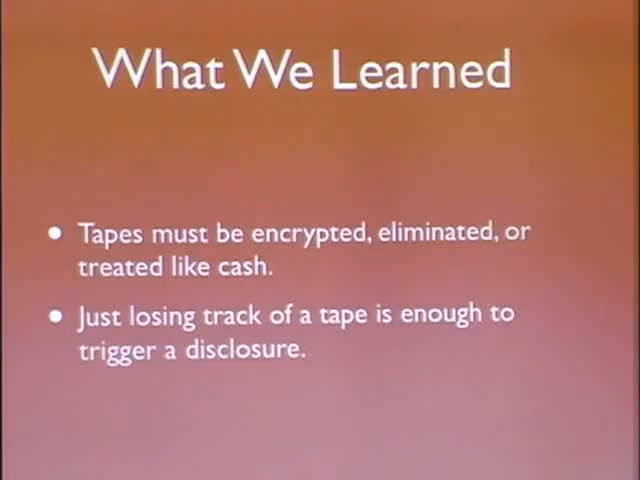 What We Learned
• Tapes must be encrypted, eliminated, or
treated like cash.
• Just losing track of a tape is enough to
trigger a disclosure.